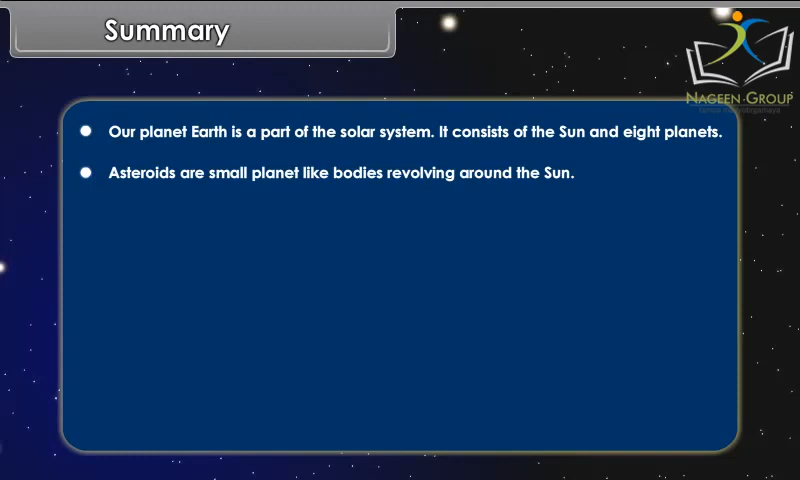 Summary
NAGEEN-GROUP
Our planet Earth is a part of the solar system. It consists of the Sun and eight planets.
Asteroids are small planet like bodies revolving around the Sun.